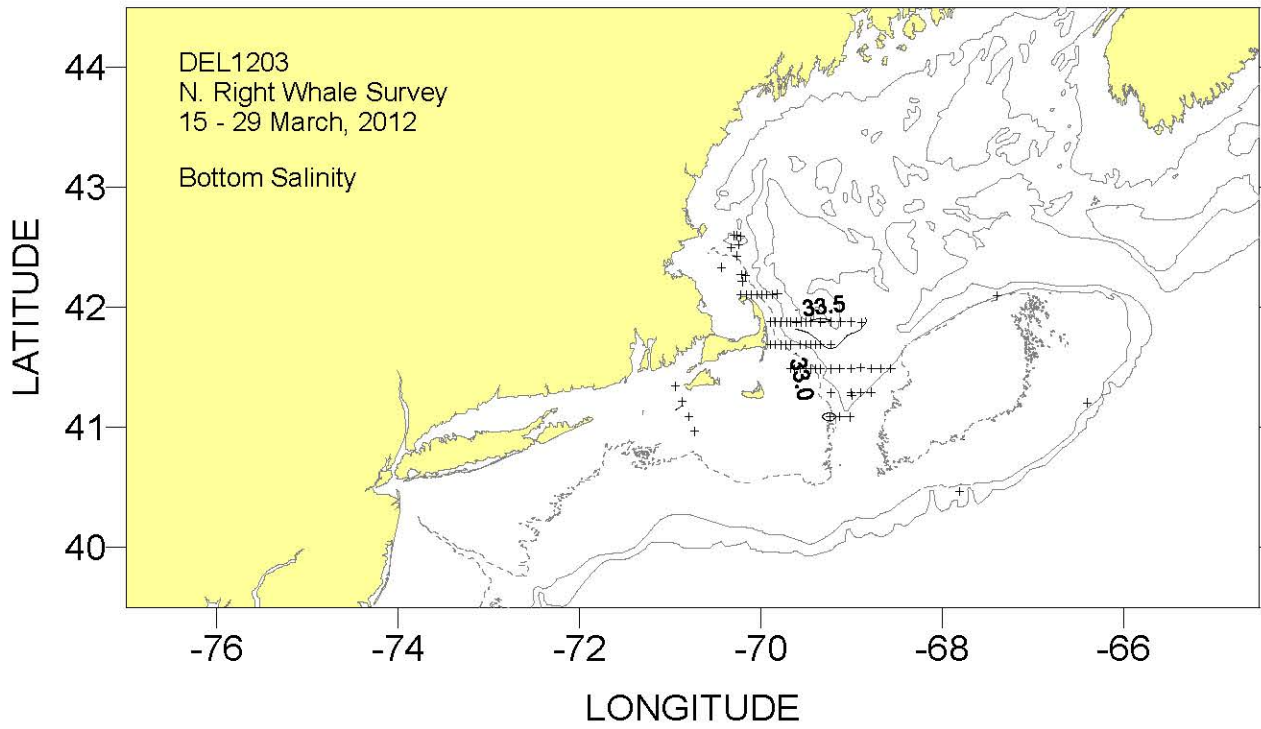 DEL1203
N. Right Whale Survey
15 - 29 March, 2012
Bottom Salinity
LATITUDE
44
43
42
41
40
33.5
33.0
-76
-74
-72
-70
-68
-66
LONGITUDE